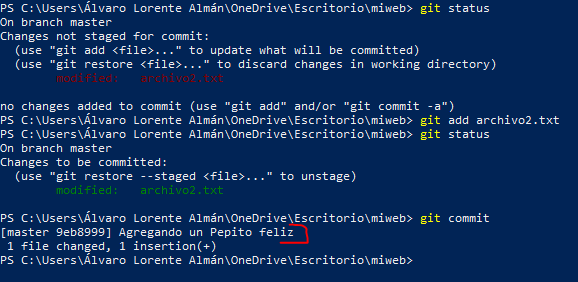 PS C:\Users\Álvaro Lorente Almán\OneDrive\Escritorio\miweb> git status
On branch master
Changes not staged for commit:
  (use "git add <file>..." to update what will be committed)
  (use "git restore <file>..." to discard changes in working directory)
        modified:   archivo2.txt

no changes added to commit (use "git add" and/or "git commit -a")
PS C:\Users\Álvaro Lorente Almán\OneDrive\Escritorio\miweb> git add archivo2.txt
PS C:\Users\Álvaro Lorente Almán\OneDrive\Escritorio\miweb> git status
On branch master
Changes to be committed:
  (use "git restore --staged <file>..." to unstage)
        modified:   archivo2.txt

PS C:\Users\Álvaro Lorente Almán\OneDrive\Escritorio\miweb> git commit
[master 9eb8999] Agregando un Pepito feliz
 1 file changed, 1 insertion(+)
PS C:\Users\Álvaro Lorente Almán\OneDrive\Escritorio\miweb>